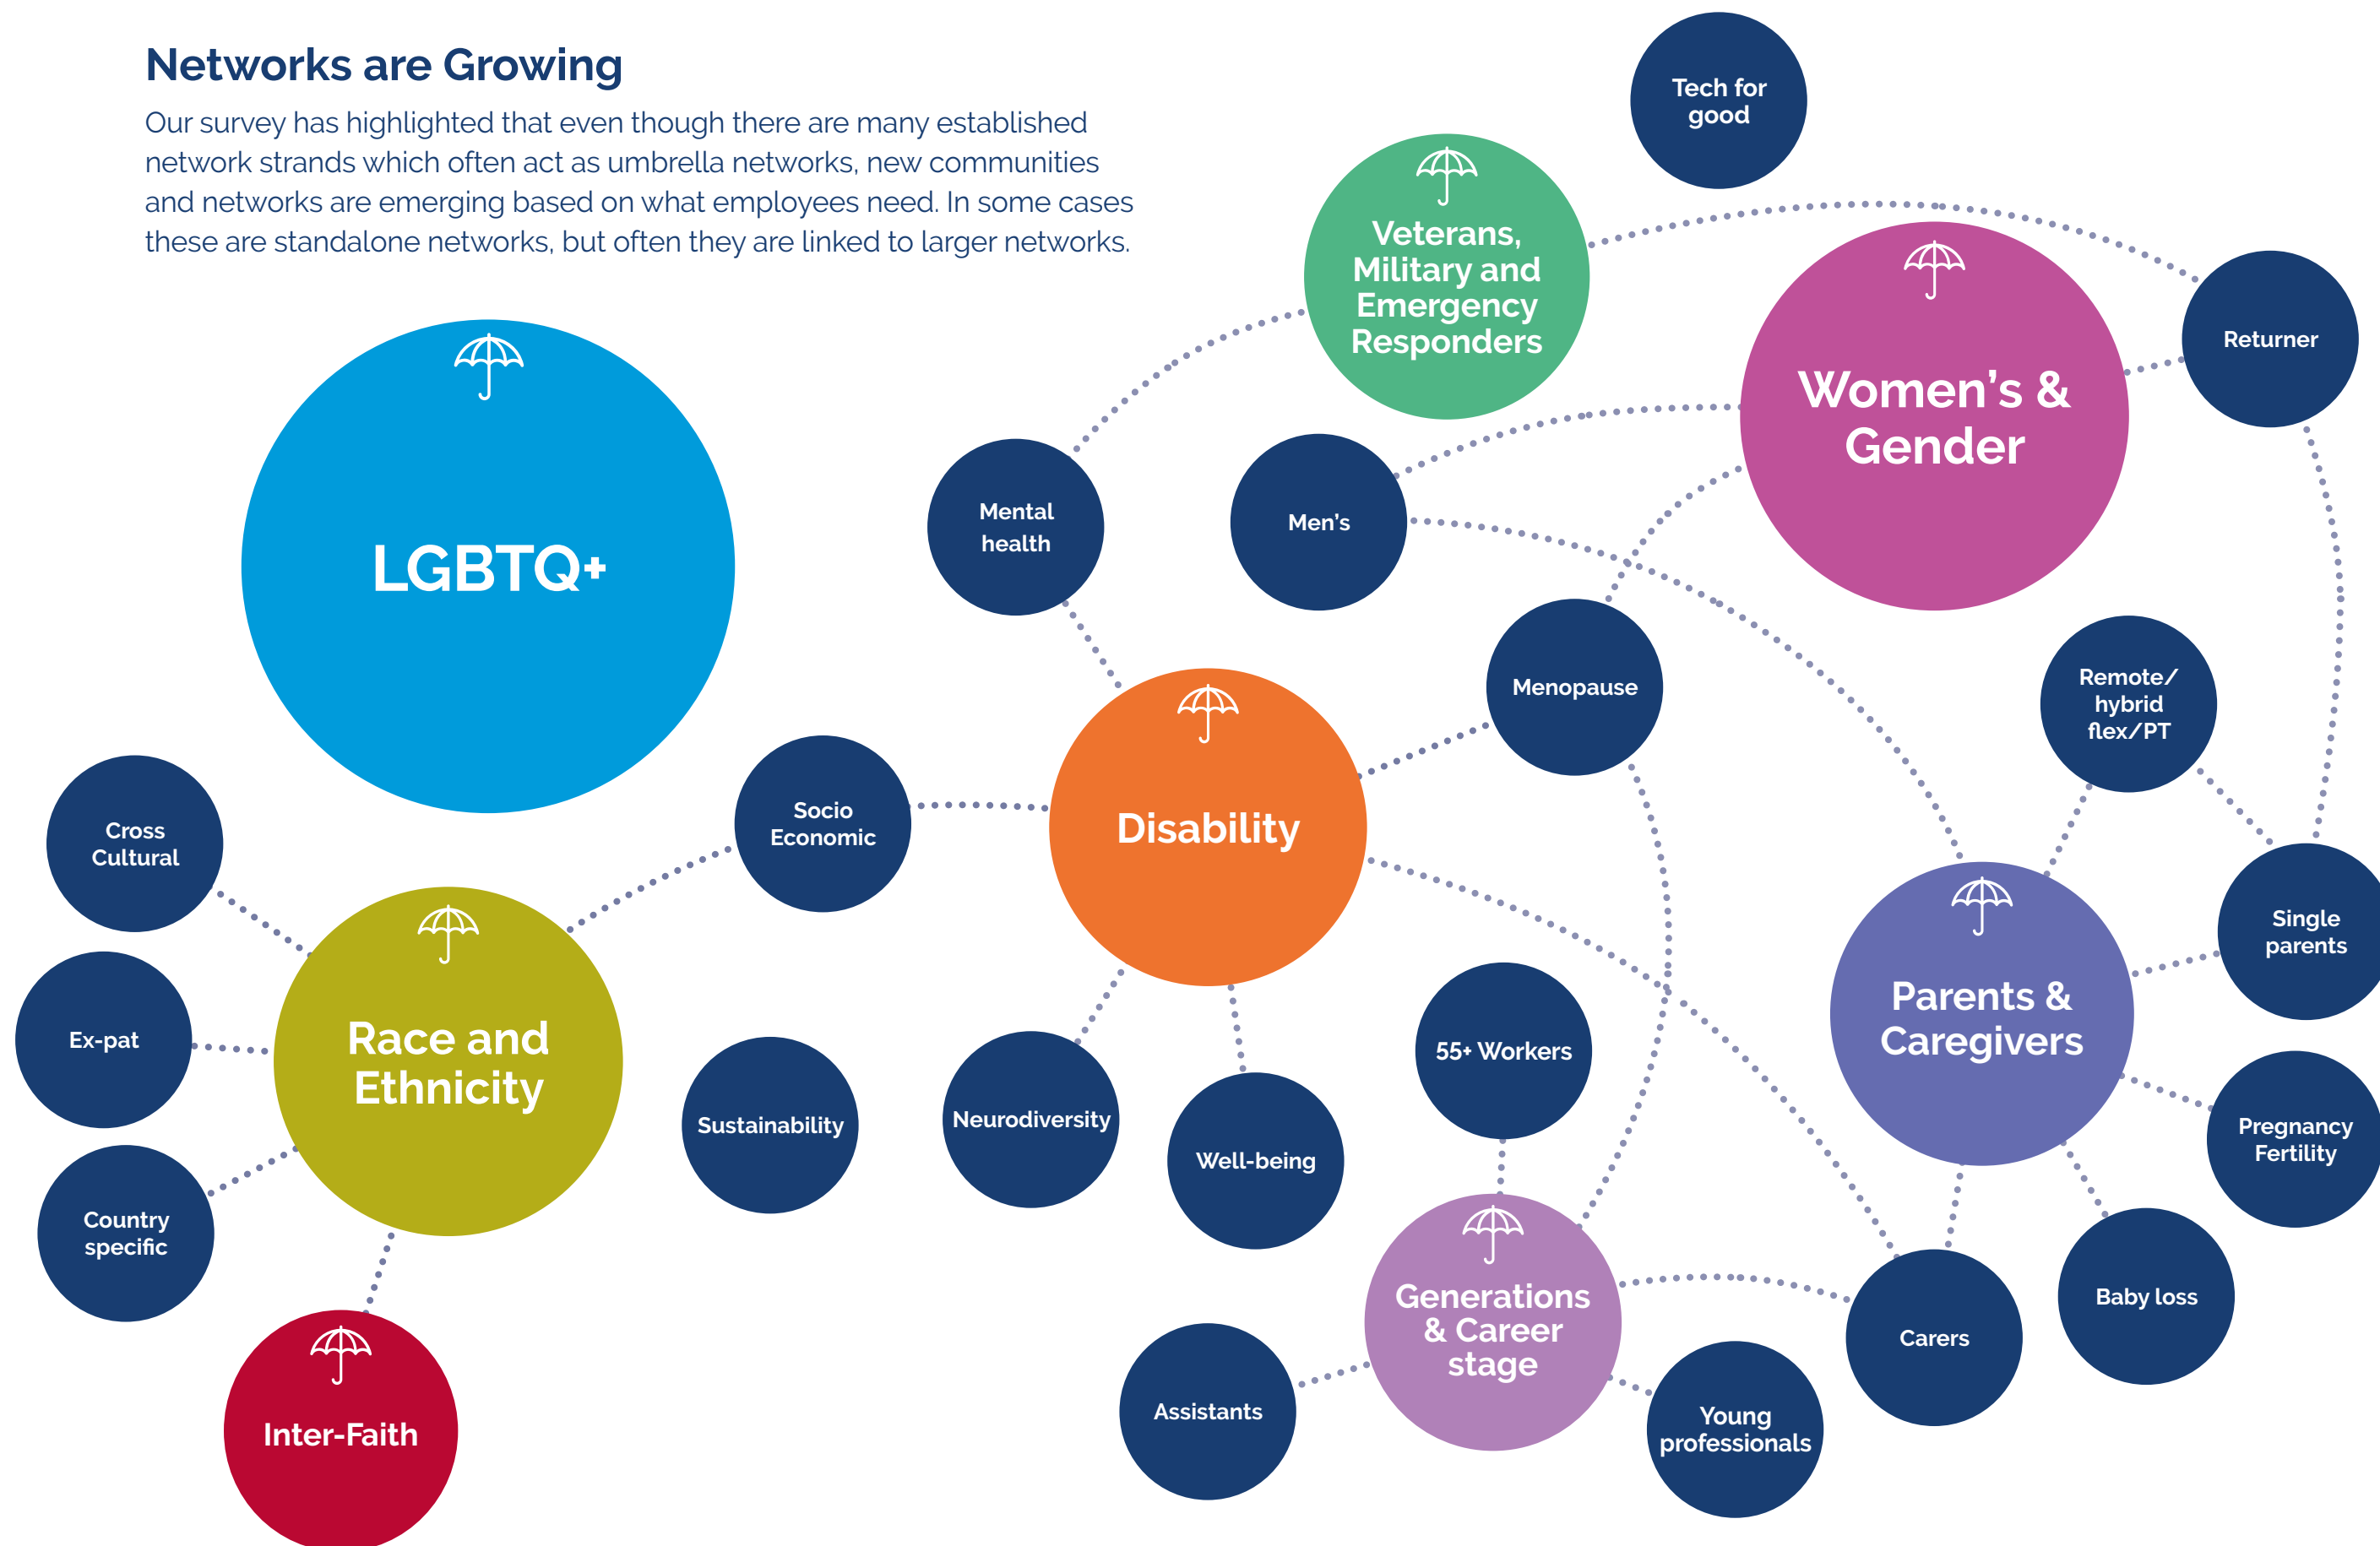 Networks are Growing
Our survey has highlighted that even though there are many established
network strands which often act as umbrella networks, new communities
and networks are emerging based on what employees need. In some cases
these are standalone networks, but often they are linked to larger networks.
Tech for
good
Veterans,
Military and
Emergency
Responders
Women’s &
Gender
Returner
LGBTQ+
Mental
health
Men’s
Menopause
Remote/
hybrid
flex/PT
Socio
Economic
Disability
Cross
Cultural
Single
parents
Parents &
Caregivers
Ex-pat
Race and
Ethnicity
55+ Workers
Sustainability
Neurodiversity
Well-being
Pregnancy
Fertility
Country
specific
Generations
& Career
stage
Baby loss
Carers
Assistants
Young
professionals
Inter-Faith